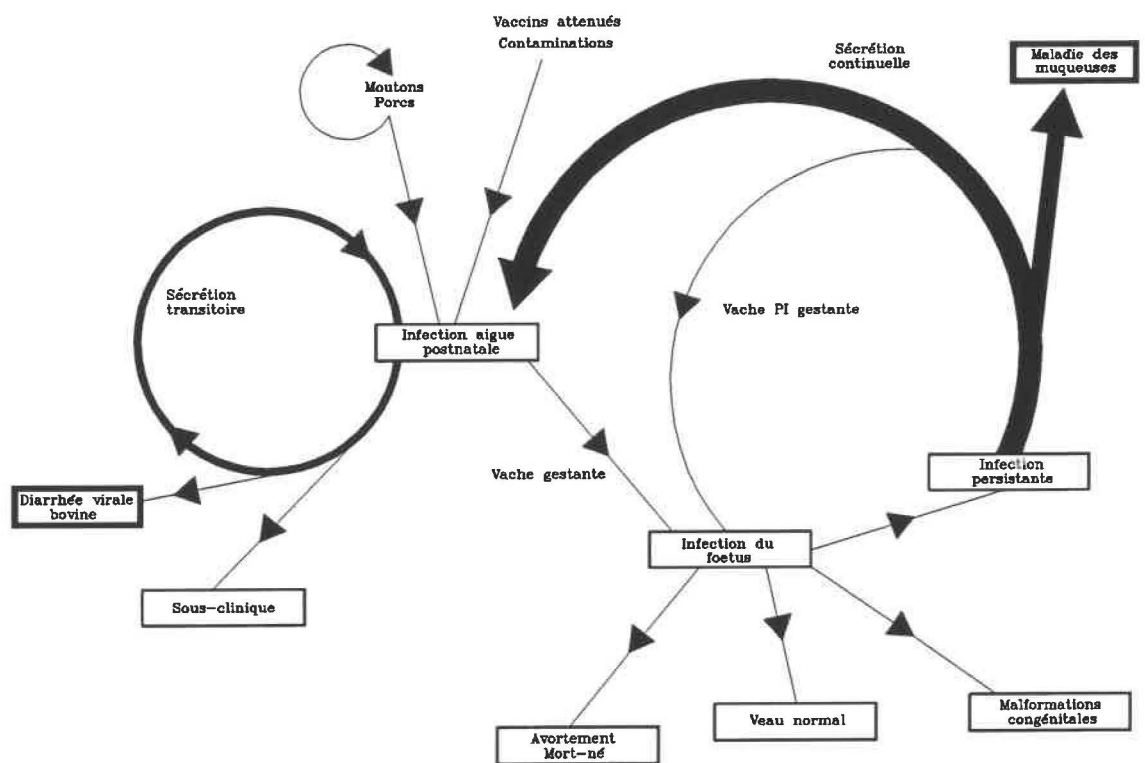 Vaccins attenués
Contaminations
Sécrétion
continuelle
Maladie des
muqueuses
Moutons
Porcs
Sécrétion
transitoire
Vache PI gestante
Infection aigue
postnatale
Vache gestante
Infection
persistante
Diarrhée virale
bovine
Infection du
foetus
Sous-clinique
Malformations
congénitales
Veau normal
Avortement
Mort-né